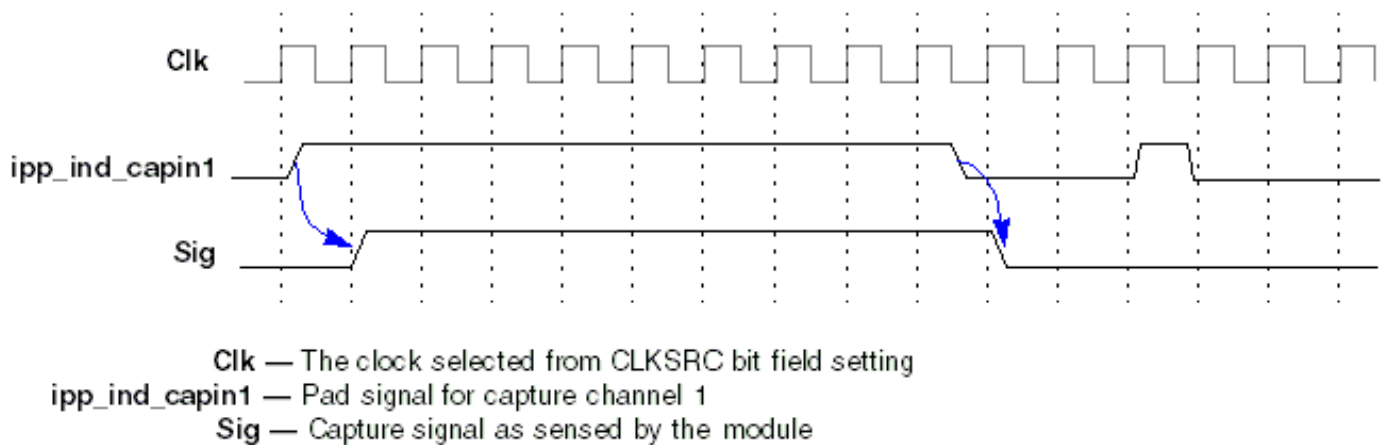 Clk
ipp_ind_capin1
Sig
Clk — The clock selected from CLKSRC bit field setting
ipp_ind_capin1 — Pad signal for capture channel 1
Sig — Capture signal as sensed by the module